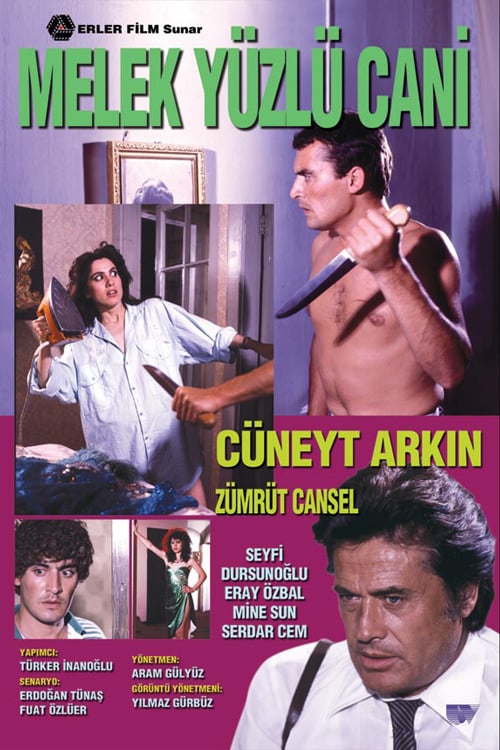 ERLER FİLM Sunar
MELEK YÜZLÜ CANİ
CÜNEYT ARKIN
ZÜMRÜT CANSEL
SEYFİ
DURSUNOĞLU
ERAY ÖZBAL
MİNE SUN
SERDAR CEM
YAPIMCI:
TÜRKER İNANOĞLU
SENARYO:
ERDOĞAN TÜNAŞ
FUAT ÖZLÜER
YÖNETMEN:
ARAM GÜLYÜZ
GÖRÜNTÜ YÖNETMENİ:
YILMAZ GÜRBÜZ